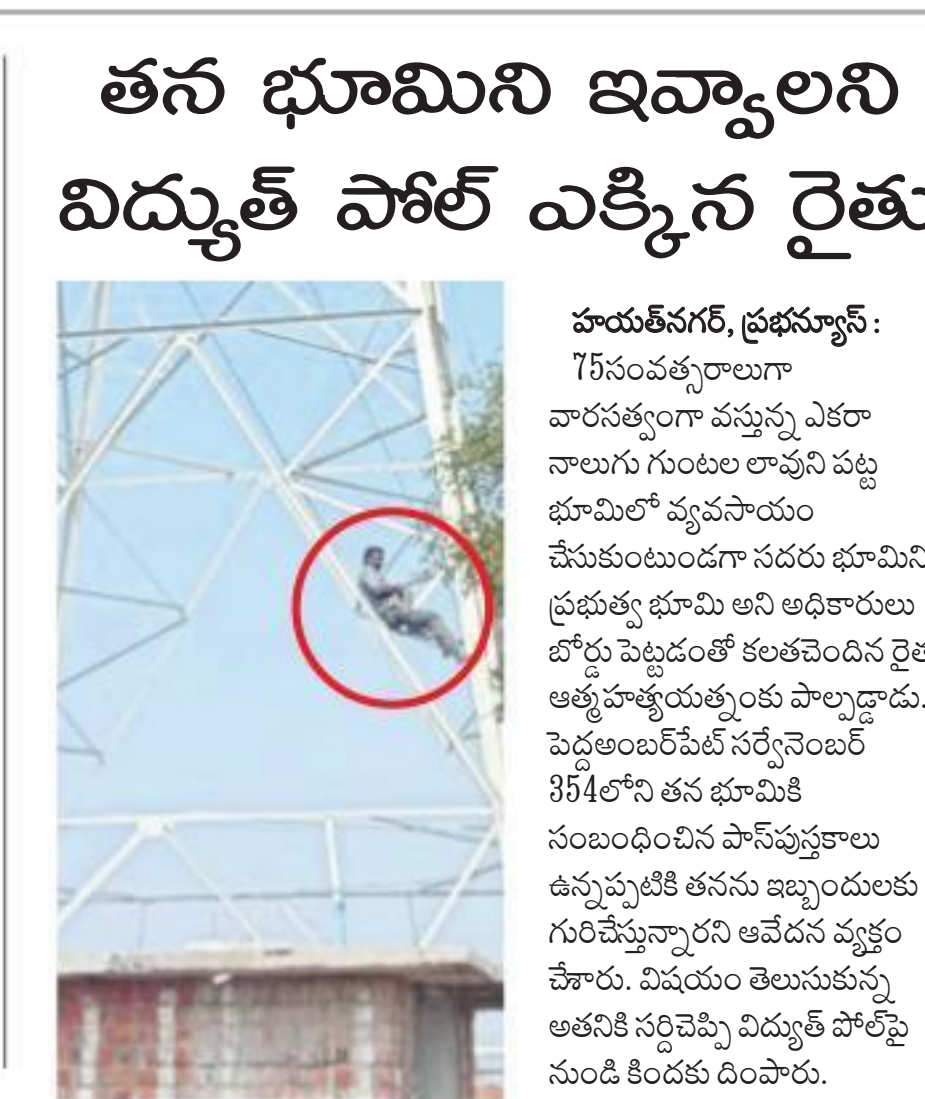 తన భూమిని ఇవ్వాలని
విద్యుత్ పోల్ ఎక్కిన రైతు
హయత్‌నగర్, ప్రభన్యూస్ :
75సంవత్సరాలుగా
వారసత్వంగా వస్తున్న ఎకరా
నాలుగు గుంటల లావుని పట్ట
భూమిలో వ్యవసాయం
చేసుకుంటుండగా సదరు భూమిని
ప్రభుత్వ భూమి అని అధికారులు
బోర్డు పెట్టడంతో కలతచెందిన రైతు
ఆత్మహత్యయత్నంకు పాల్పడ్డాడు.
పెద్దఅంబర్‌పేట్ సర్వేనెంబర్
354లోని తన భూమికి
సంబంధించిన పాస్‌పుస్తకాలు
ఉన్నప్పటికి తనను ఇబ్బందులకు
గురిచేస్తున్నారని ఆవేదన వ్యక్తం
చేశారు. విషయం తెలుసుకున్న
అతనికి సర్దిచెప్పి విద్యుత్ పోల్‌పై
నుండి కిందకు దింపారు.